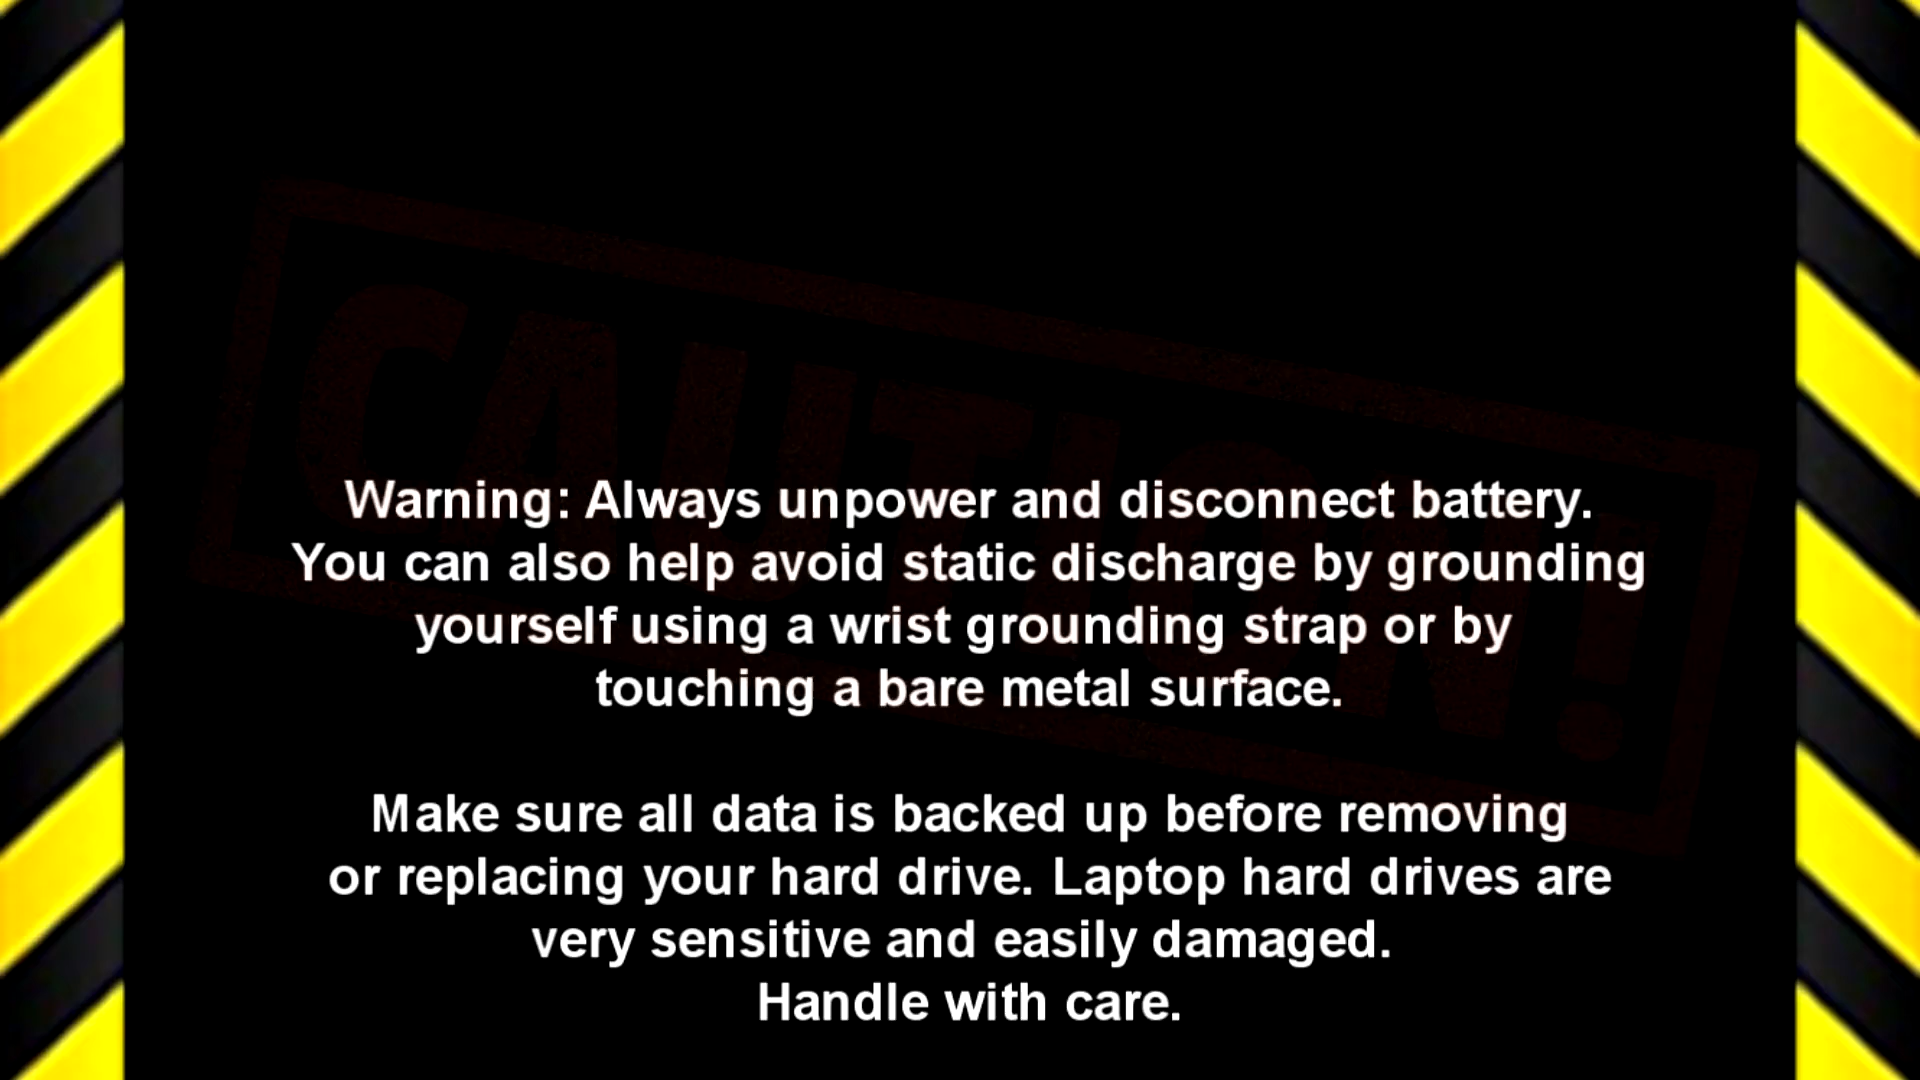 CAUTION!
Warning: Always unpower and disconnect battery.
You can also help avoid static discharge by grounding
yourself using a wrist grounding strap or by
touching a bare metal surface.
Make sure all data is backed up before removing
or replacing your hard drive. Laptop hard drives are
very sensitive and easily damaged.
Handle with care.